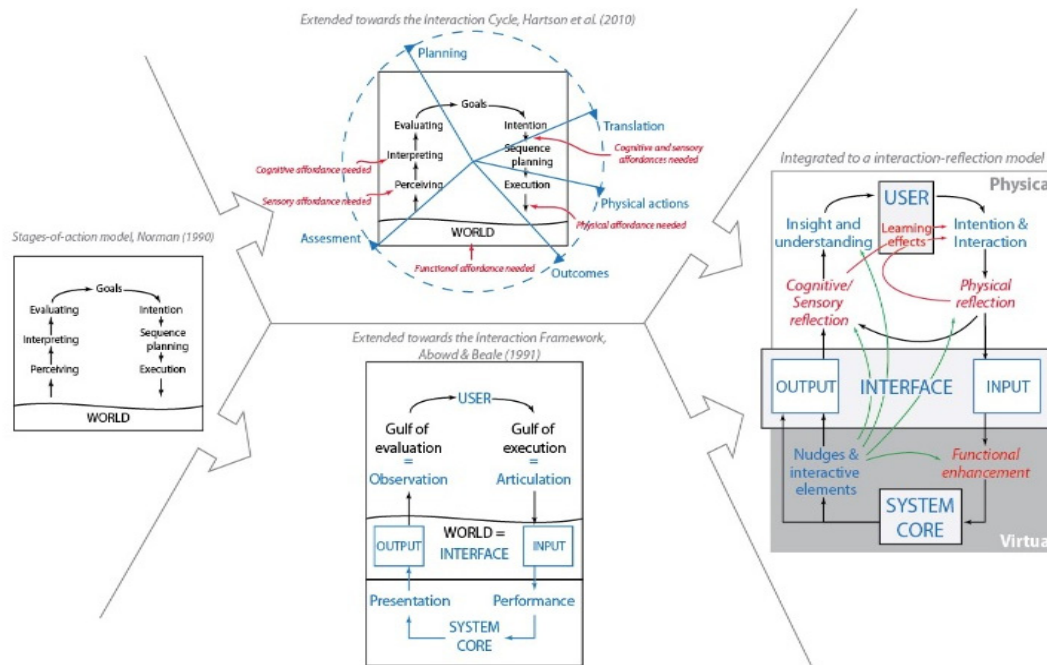 Stages-of-action model, Norman (1990)
Goals
Evaluating
Intention
Interpreting
Sequence
planning
Perceiving
Execution
WORLD
Extended towards the Interaction Cycle, Hartson et al. (2010)
Planning
Goals
Evaluating
Intention
Translation
Interpreting
Sequence
planning
Cognitive and sensory
affordances needed
Cognitive affordance needed
Perceiving
Execution
Sensory affordance needed
Physical actions
Physical affordance needed
Assesment
WORLD
Functional affordance needed
Outcomes
Extended towards the Interaction Framework,
Abowd & Beale (1991)
USER
Gulf of
evaluation
=
Observation
Gulf of
execution
=
Articulation
OUTPUT
WORLD =
INTERFACE
INPUT
Presentation
Performance
SYSTEM
CORE
Integrated to a interaction-reflection model
Physica
USER
Insight and
understanding
Learning
effects
Intention &
Interaction
Cognitive/
Sensory
reflection
Physical
reflection
OUTPUT
INTERFACE
INPUT
Nudges &
interactive
elements
Functional
enhancement
SYSTEM
CORE
Virtua